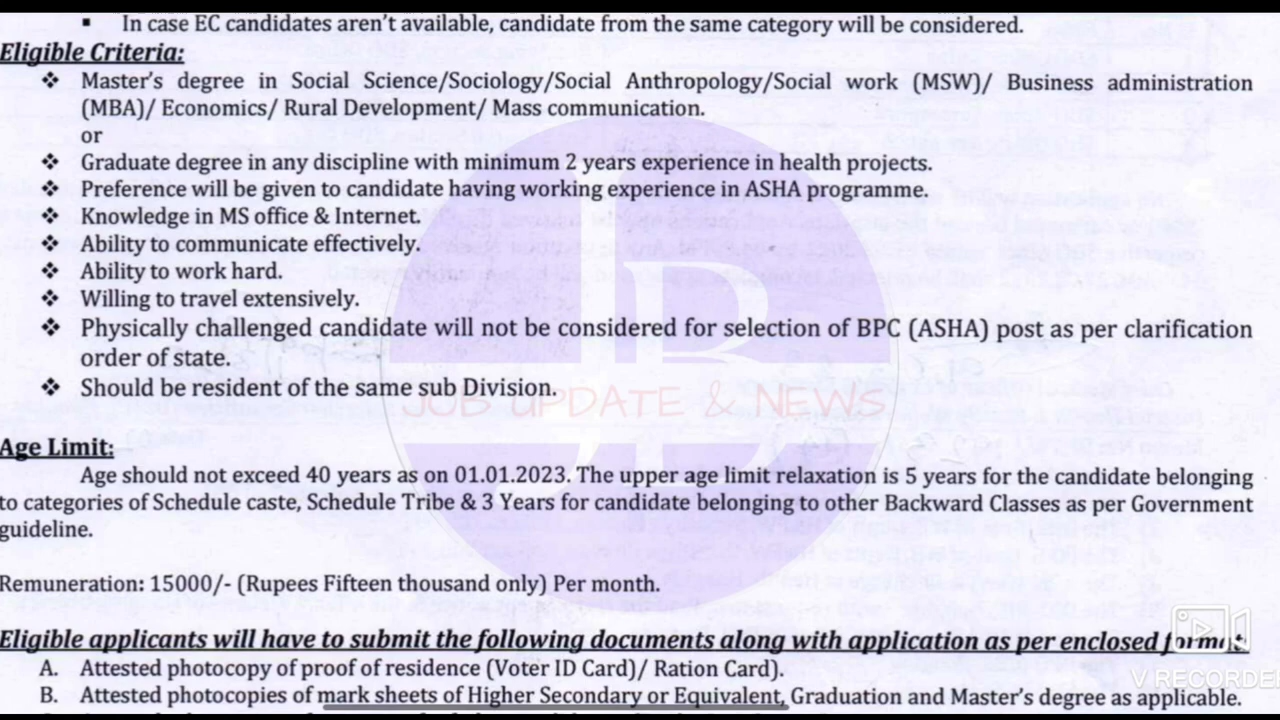 ▪ In case EC candidates aren't available, candidate from the same category will be considered.
Eligible Criteria:
❖ Master's degree in Social Science/Sociology/Social Anthropology/Social work (MSW)/ Business administration
(MBA)/ Economics/ Rural Development/ Mass communication.
or
❖ Graduate degree in any discipline with minimum 2 years experience in health projects.
❖ Preference will be given to candidate having working experience in ASHA programme.
❖ Knowledge in MS office & Internet.
❖ Ability to communicate effectively.
❖ Ability to work hard.
❖ Willing to travel extensively.
❖ Physically challenged candidate will not be considered for selection of BPC (ASHA) post as per clarification
order of state.
❖ Should be resident of the same sub Division.
JOB UPDATE & NEWS
Age Limit:
Age should not exceed 40 years as on 01.01.2023. The upper age limit relaxation is 5 years for the candidate belonging
to categories of Schedule caste, Schedule Tribe & 3 Years for candidate belonging to other Backward Classes as per Government
guideline.
Remuneration: 15000/- (Rupees Fifteen thousand only) Per month.
Eligible applicants will have to submit the following documents along with application as per enclosed
A. Attested photocopy of proof of residence (Voter ID Card)/ Ration Card).
V RECORDER
B. Attested photocopies of mark sheets of Higher Secondary or Equivalent, Graduation and Master's degree as applicable.